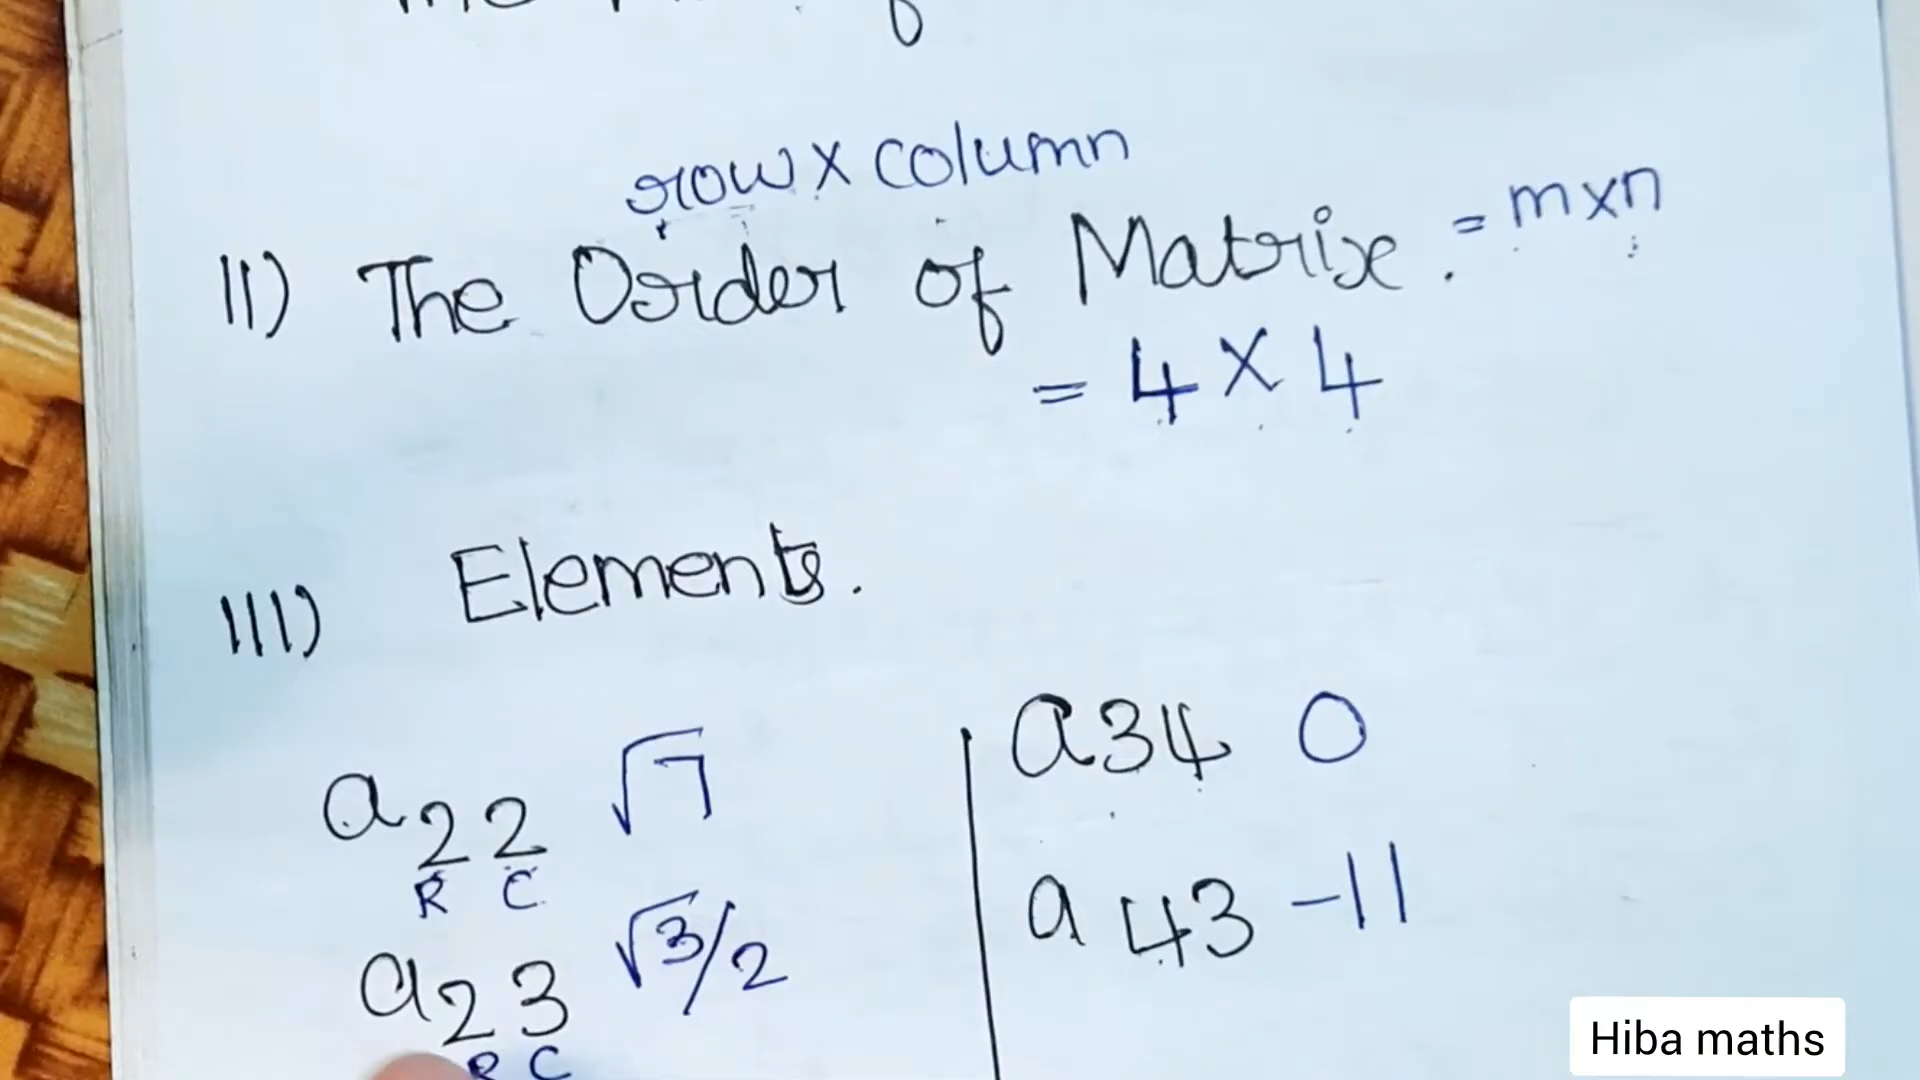 row X column
II) The Order of Matrix. = m x n
= 4 X 4
III) Elements.
a22 √7
R C
a23 √3/2
R C
a34 0
a43 -11
Hiba maths